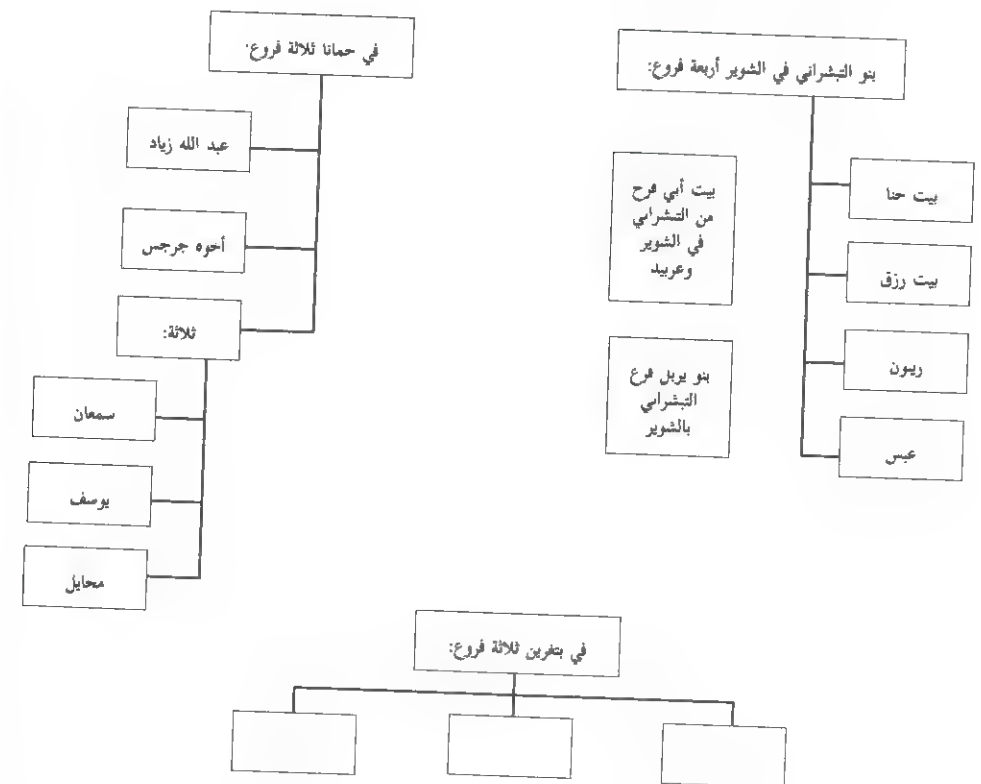 بنو التبشراني في الشوير أربعة فروع:
بيت حنا
بيت رزق
ريون
عبس
بيت أبي فرح
من التبشراني
في الشوير
وعربيد
بنو يربل فرع
التبشراني
بالشوير
في حمانا ثلاثة فروع:
عبد الله زياد
أخوه جرجس
ثلاثة:
سمعان
يوسف
محايل
في بتغرين ثلاثة فروع: